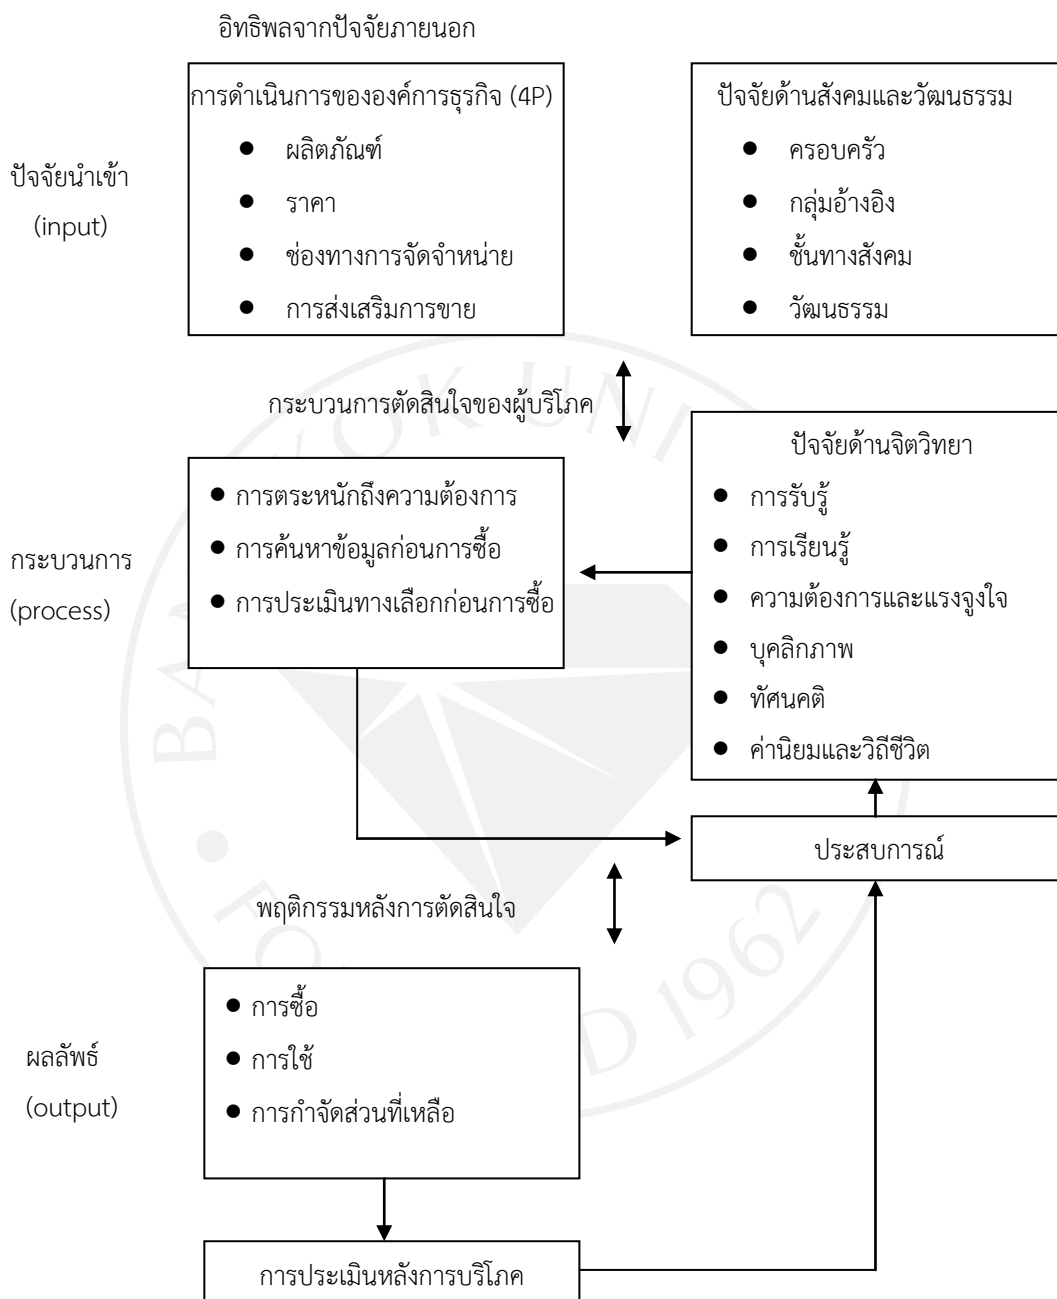 อิทธิพลจากปัจจัยภายนอก
การดำเนินการขององค์การธุรกิจ (4P)
ผลิตภัณฑ์
ราคา
ช่องทางการจัดจำหน่าย
การส่งเสริมการขาย
ปัจจัยด้านสังคมและวัฒนธรรม
ครอบครัว
กลุ่มอ้างอิง
ชั้นทางสังคม
วัฒนธรรม
ปัจจัยนำเข้า
(input)
กระบวนการตัดสินใจของผู้บริโภค
การตระหนักถึงความต้องการ
การค้นหาข้อมูลก่อนการซื้อ
การประเมินทางเลือกก่อนการซื้อ
ปัจจัยด้านจิตวิทยา
การรับรู้
การเรียนรู้
ความต้องการและแรงจูงใจ
บุคลิกภาพ
ทัศนคติ
ค่านิยมและวิถีชีวิต
กระบวนการ
(process)
ประสบการณ์
พฤติกรรมหลังการตัดสินใจ
การซื้อ
การใช้
การกำจัดส่วนที่เหลือ
ผลลัพธ์
(output)
การประเมินหลังการบริโภค
1962